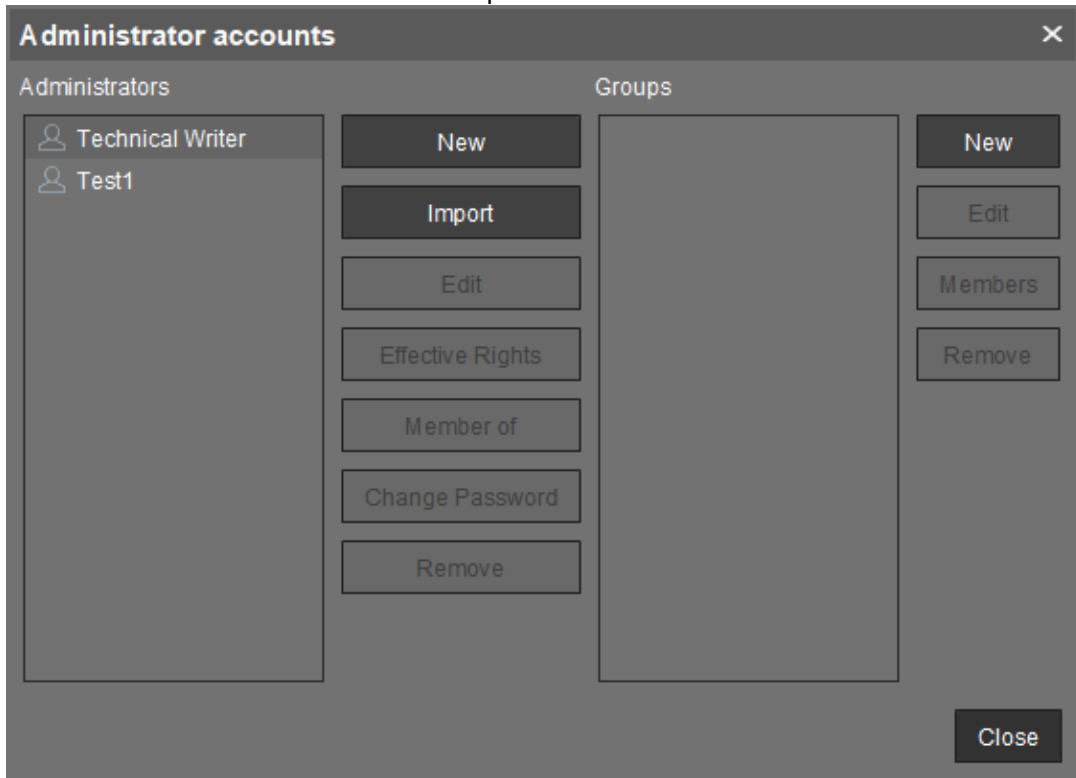 Administrator accounts
Administrators
Technical Writer
Test1
New
Import
Edit
Effective Rights
Member of
Change Password
Remove
Groups
New
Edit
Members
Remove
Close